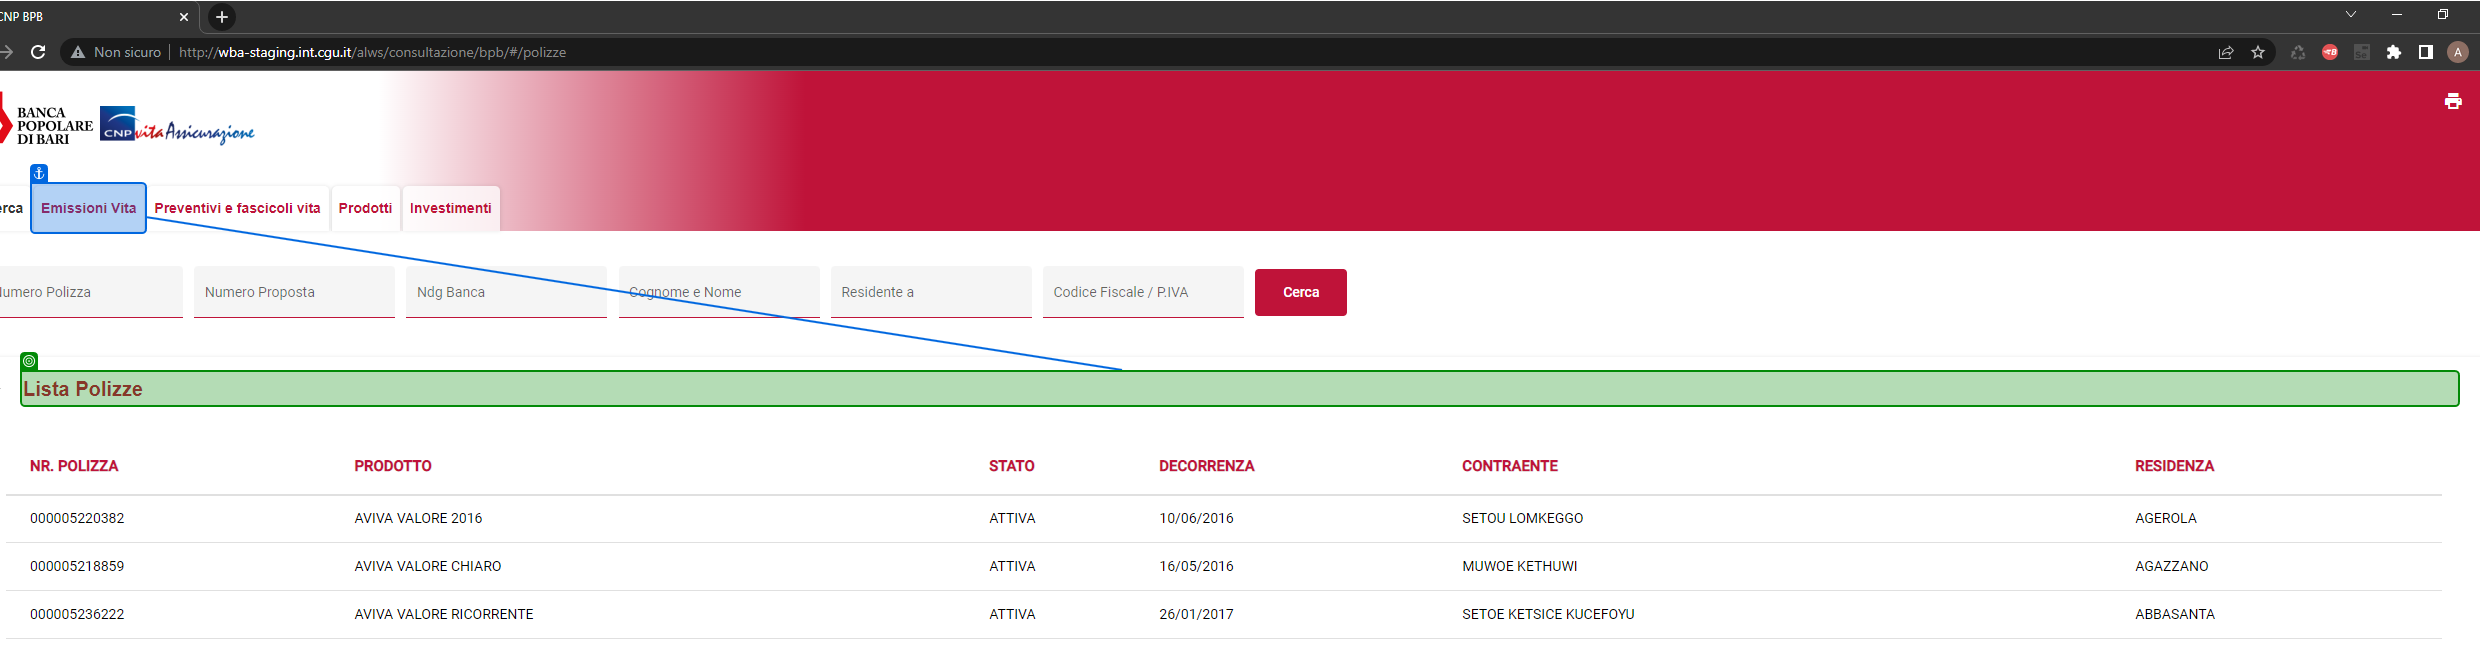 CNP BPB
Non sicuro | http://wba-staging.int.cgu.it/alws/consultazione/bpb/#/polizze
A
BANCA
POPOLARE
DI BARI
CNP vita Assicurazione
erca Emissioni Vita Preventivi e fascicoli vita Prodotti Investimenti
Numero Polizza Numero Proposta Ndg Banca Cognome e Nome Residente a Codice Fiscale / P.IVA Cerca
Lista Polizze
NR. POLIZZA PRODOTTO STATO DECORRENZA CONTRAENTE RESIDENZA
000005220382 AVIVA VALORE 2016 ATTIVA 10/06/2016 SETOU LOMKEGGO AGEROLA
000005218859 AVIVA VALORE CHIARO ATTIVA 16/05/2016 MUWOE KETHUWI AGAZZANO
000005236222 AVIVA VALORE RICORRENTE ATTIVA 26/01/2017 SETOE KETSICE KUCEFOYU ABBASANTA